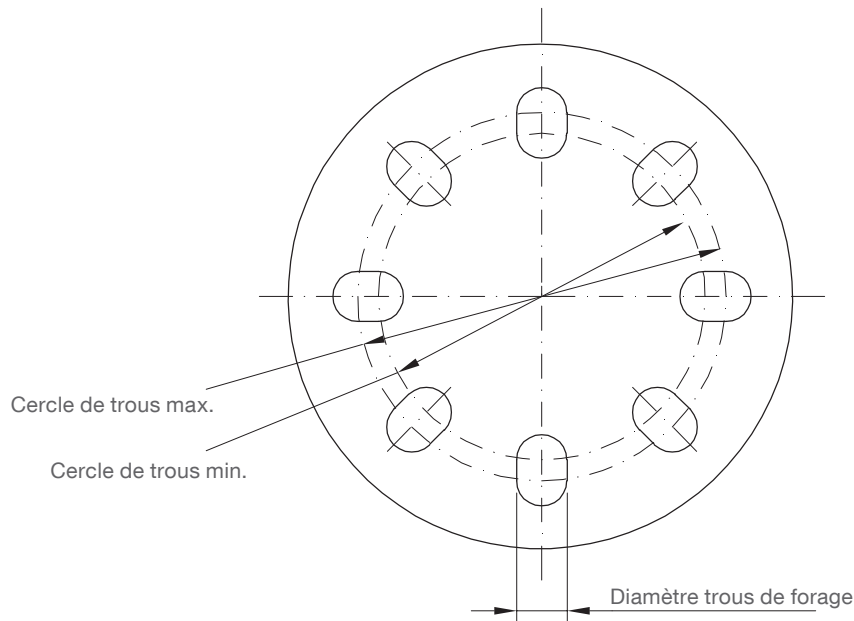 Cercle de trous max.
Cercle de trous min.
Diamètre trous de forage